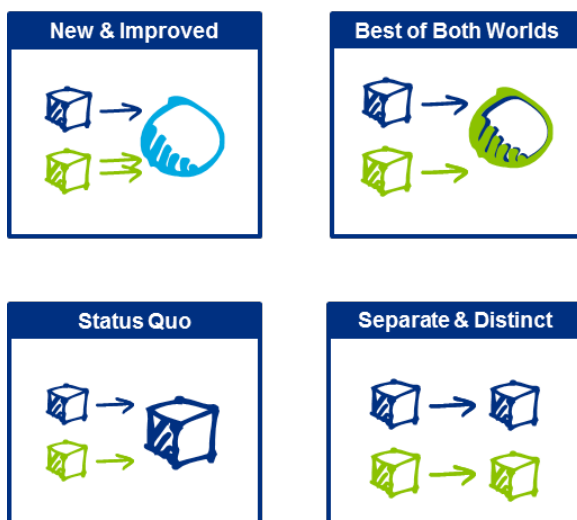 New & Improved
Best of Both Worlds
Status Quo
Separate & Distinct